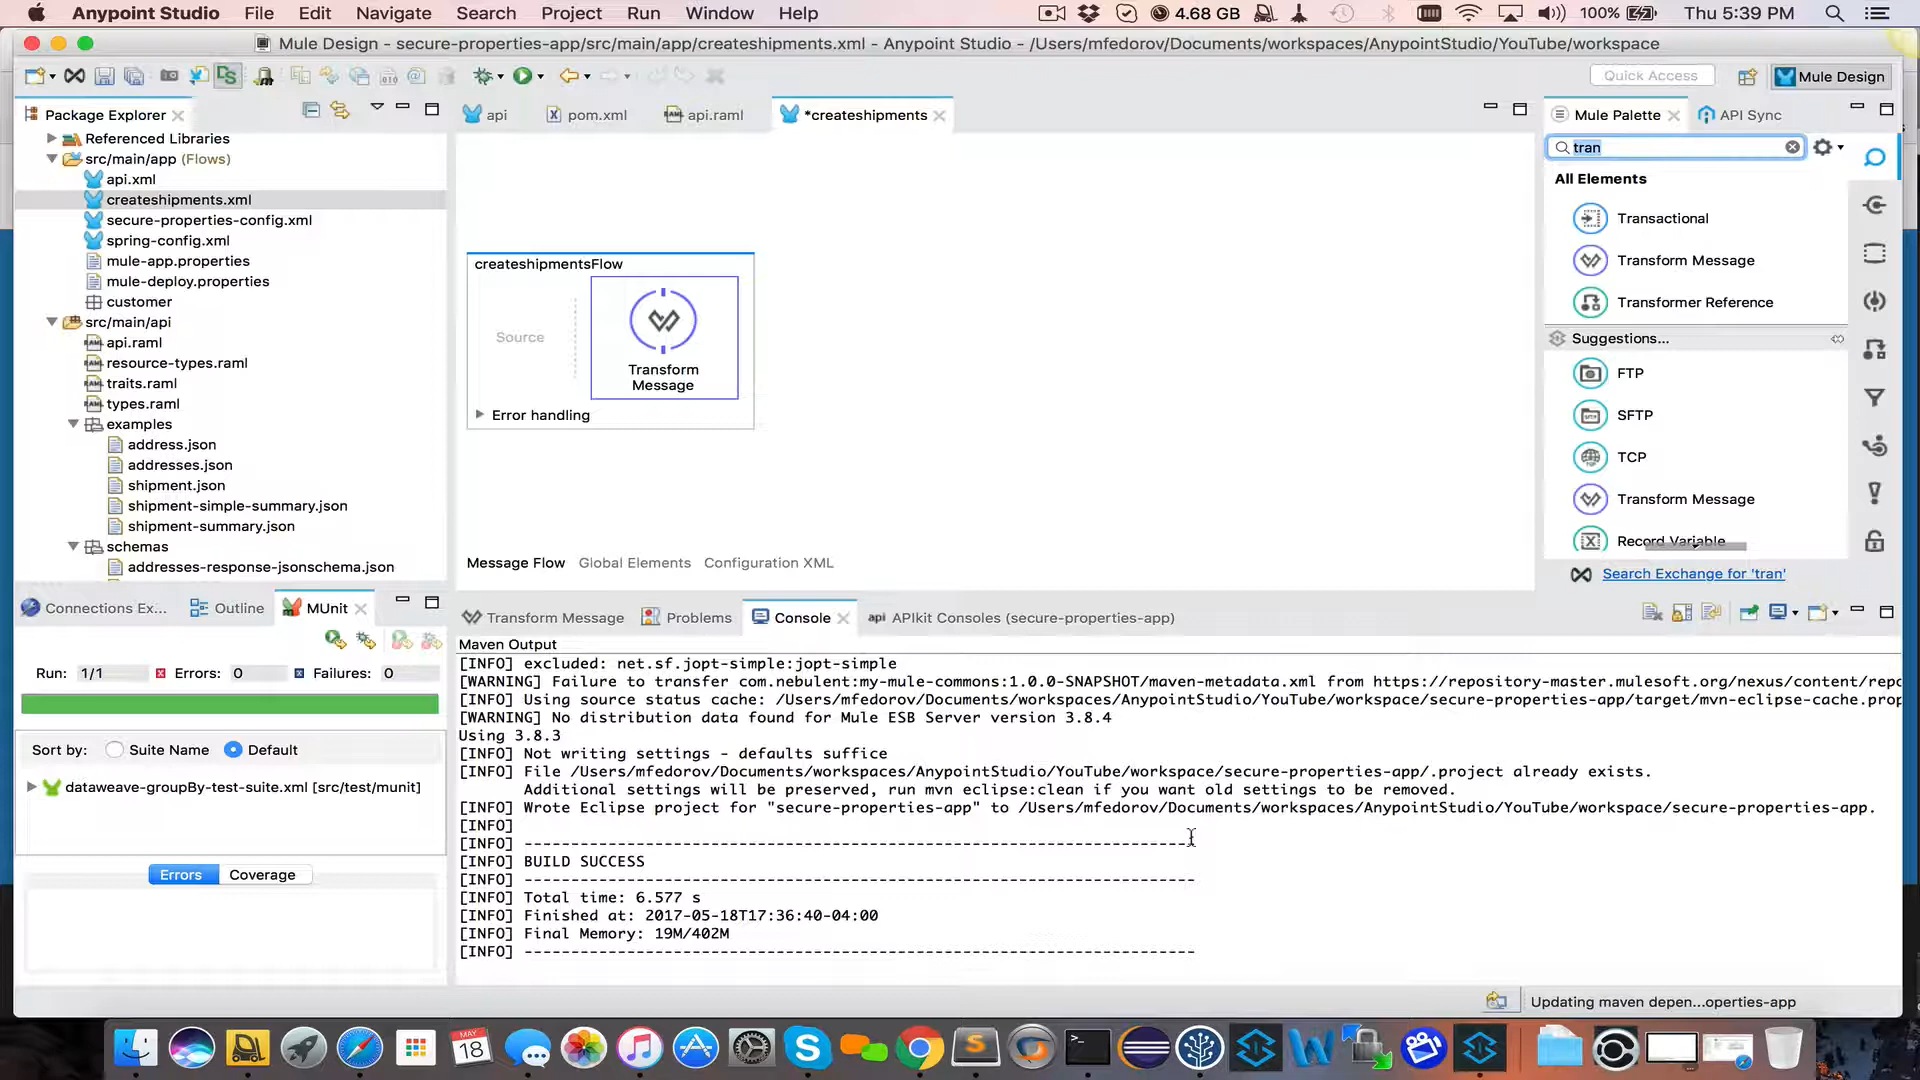 Anypoint Studio File Edit Navigate Search Project Run Window Help 4.68 GB 100% Thu 5:39 PM
Mule Design - secure-properties-app/src/main/app/createshipments.xml - Anypoint Studio - /Users/mfedorov/Documents/workspaces/AnypointStudio/YouTube/workspace
Quick Access
Mule Design
Package Explorer
Referenced Libraries
src/main/app (Flows)
api.xml
createshipments.xml
secure-properties-config.xml
spring-config.xml
mule-app.properties
mule-deploy.properties
customer
src/main/api
api.raml
resource-types.raml
traits.raml
types.raml
examples
address.json
addresses.json
shipment.json
shipment-simple-summary.json
shipment-summary.json
schemas
addresses-response-jsonschema.json
api pom.xml api.raml *createshipments
createshipmentsFlow
Source
Transform
Message
Error handling
Message Flow Global Elements Configuration XML
Mule Palette API Sync
tran
All Elements
Transactional
Transform Message
Transformer Reference
Suggestions...
FTP
SFTP
TCP
Transform Message
Record Variable
Search Exchange for 'tran'
Connections Ex... Outline MUnit
Run: 1/1 Errors: 0 Failures: 0
Sort by: Suite Name Default
dataweave-groupBy-test-suite.xml [src/test/munit]
Errors Coverage
Transform Message Problems Console api APIkit Consoles (secure-properties-app)
Maven Output
[INFO] excluded: net.sf.jopt-simple:jopt-simple
[WARNING] Failure to transfer com.nebulent:my-mule-commons:1.0.0-SNAPSHOT/maven-metadata.xml from https://repository-master.mulesoft.org/nexus/content/repo
[INFO] Using source status cache: /Users/mfedorov/Documents/workspaces/AnypointStudio/YouTube/workspace/secure-properties-app/target/mvn-eclipse-cache.prop
[WARNING] No distribution data found for Mule ESB Server version 3.8.4
Using 3.8.3
[INFO] Not writing settings - defaults suffice
[INFO] File /Users/mfedorov/Documents/workspaces/AnypointStudio/YouTube/workspace/secure-properties-app/.project already exists.
Additional settings will be preserved, run mvn eclipse:clean if you want old settings to be removed.
[INFO] Wrote Eclipse project for "secure-properties-app" to /Users/mfedorov/Documents/workspaces/AnypointStudio/YouTube/workspace/secure-properties-app.
[INFO]
[INFO] ------------------------------------------------------------------------
[INFO] BUILD SUCCESS
[INFO] ------------------------------------------------------------------------
[INFO] Total time: 6.577 s
[INFO] Finished at: 2017-05-18T17:36:40-04:00
[INFO] Final Memory: 19M/402M
[INFO] ------------------------------------------------------------------------
Updating maven depen...operties-app
MAY
18